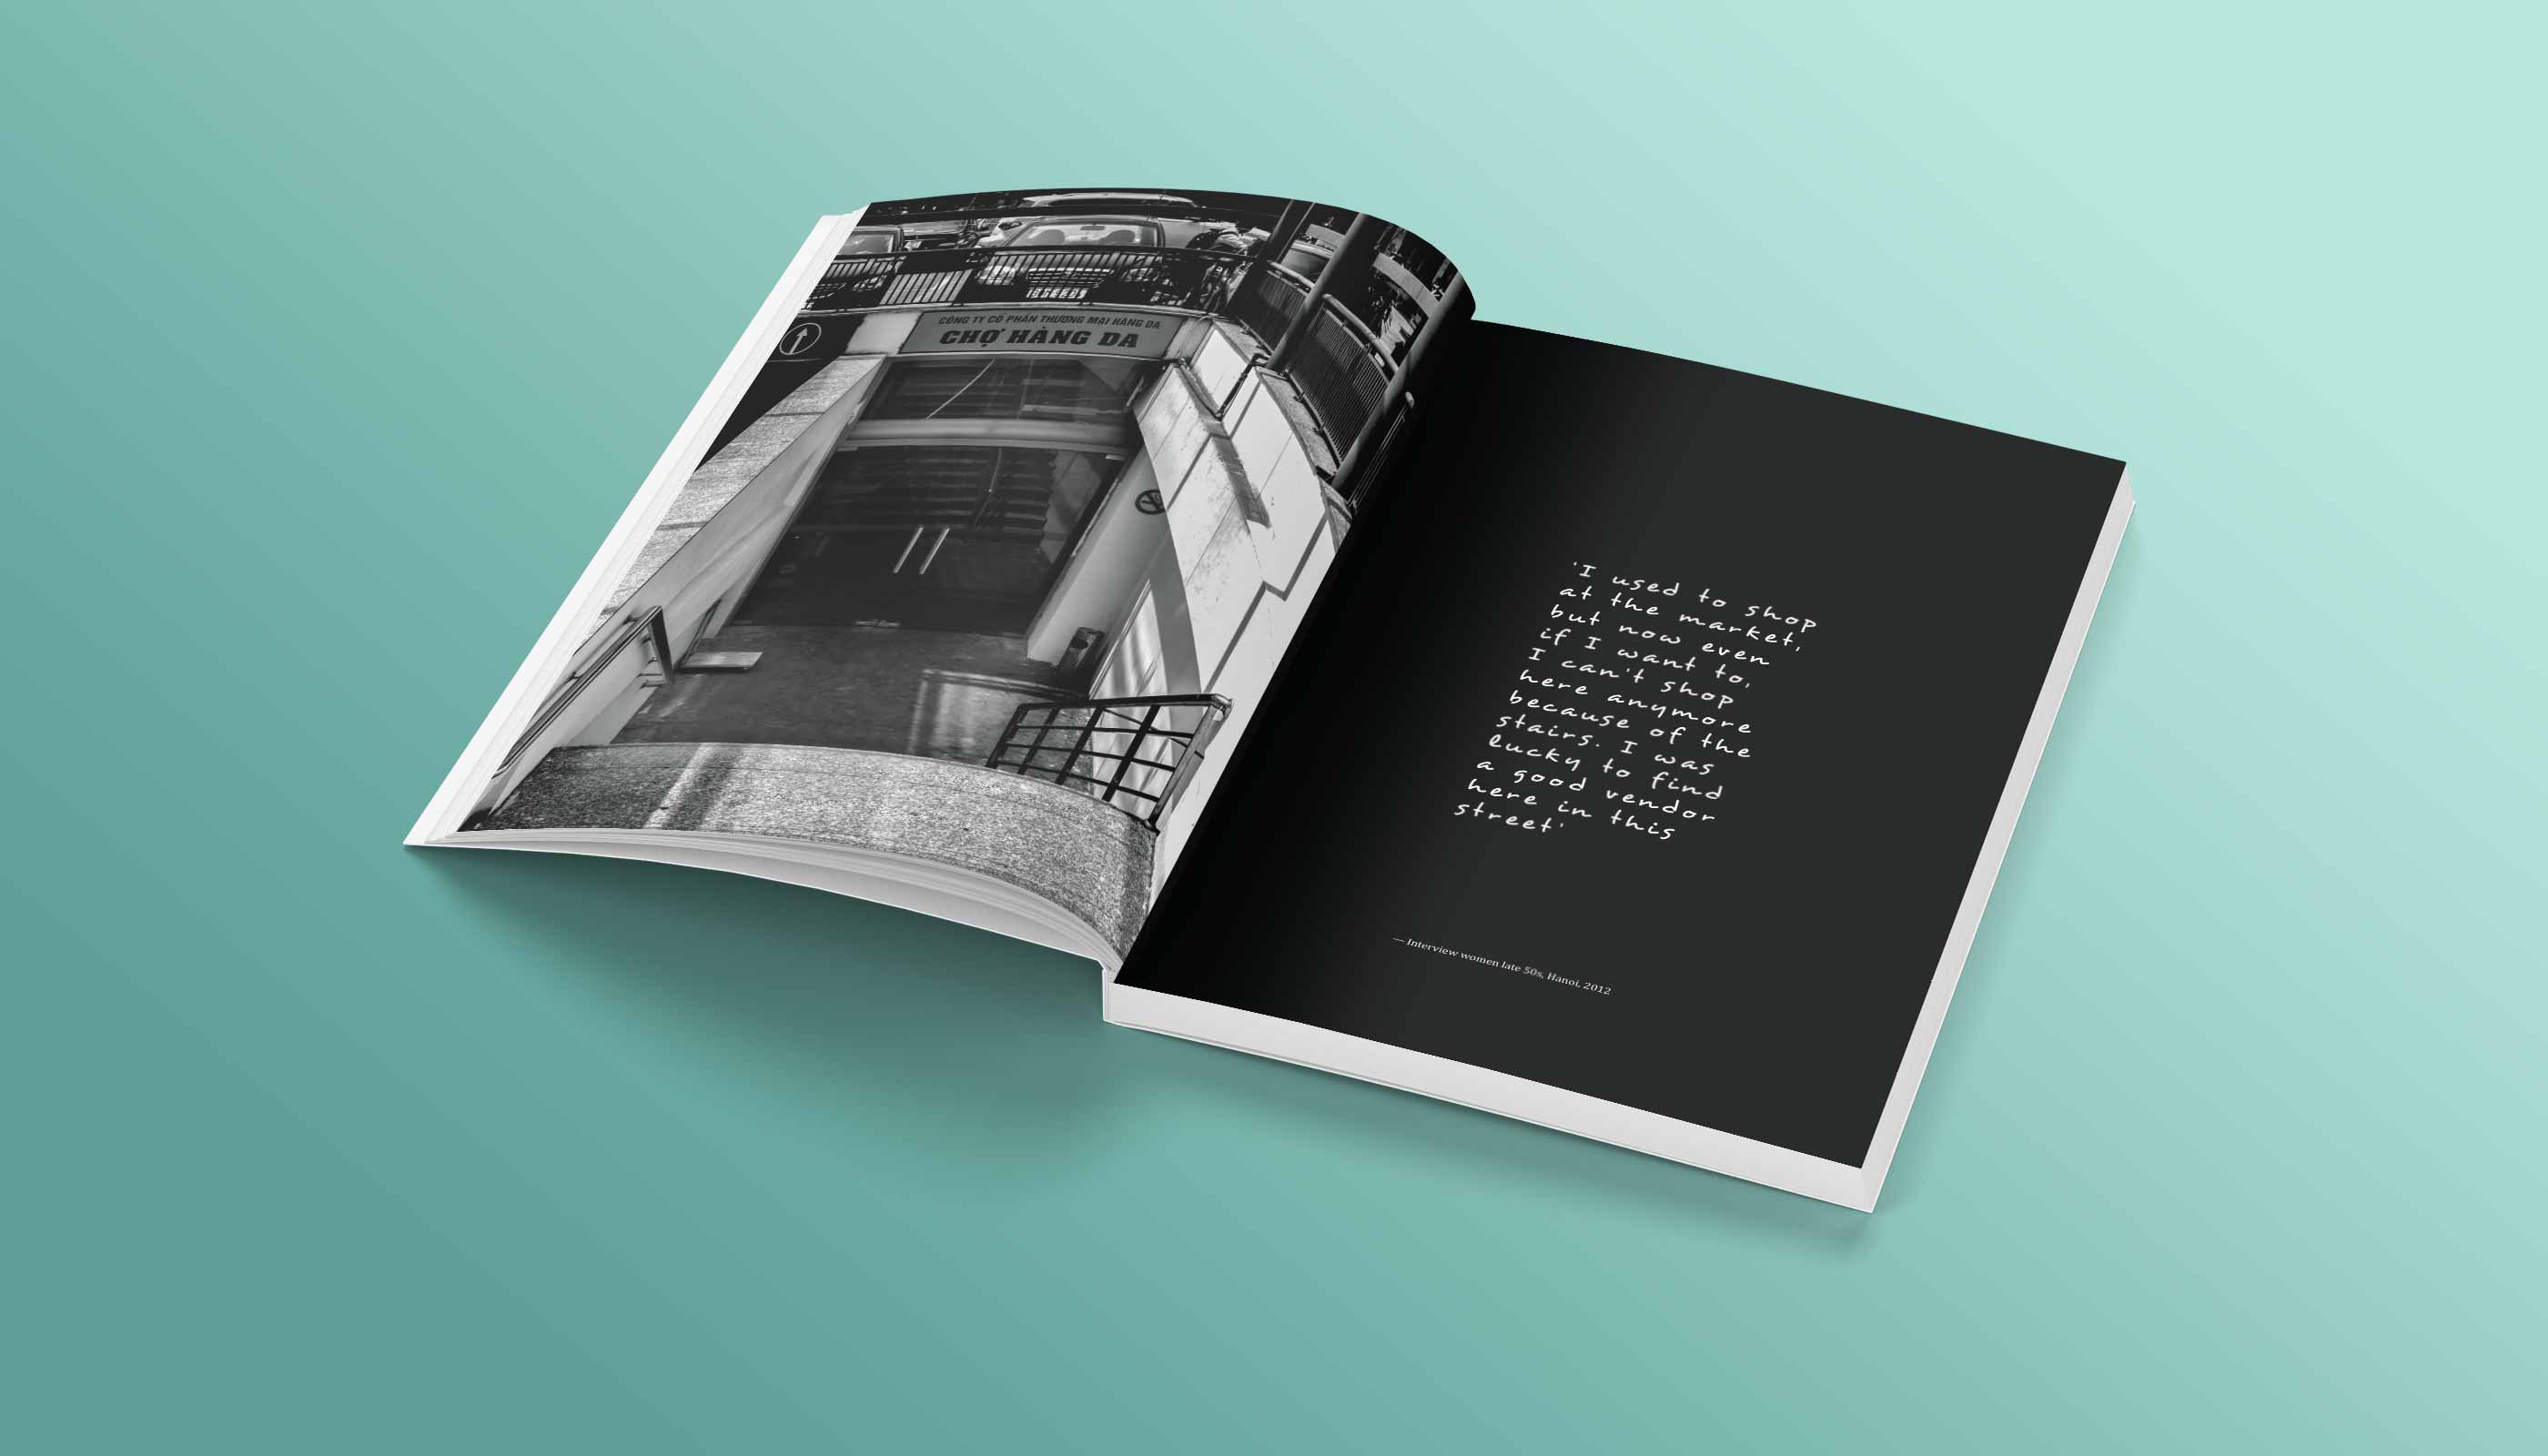 CÔNG TY CỔ PHẦN THƯƠNG MẠI HÀNG DA
CHỢ HÀNG DA
'I used to shop
at the market,
but now even
if I want to,
I can't shop
here anymore
because of the
stairs. I was
lucky to find
a good vendor
here in this
street'
— Interview women late 50s, Hanoi, 2012